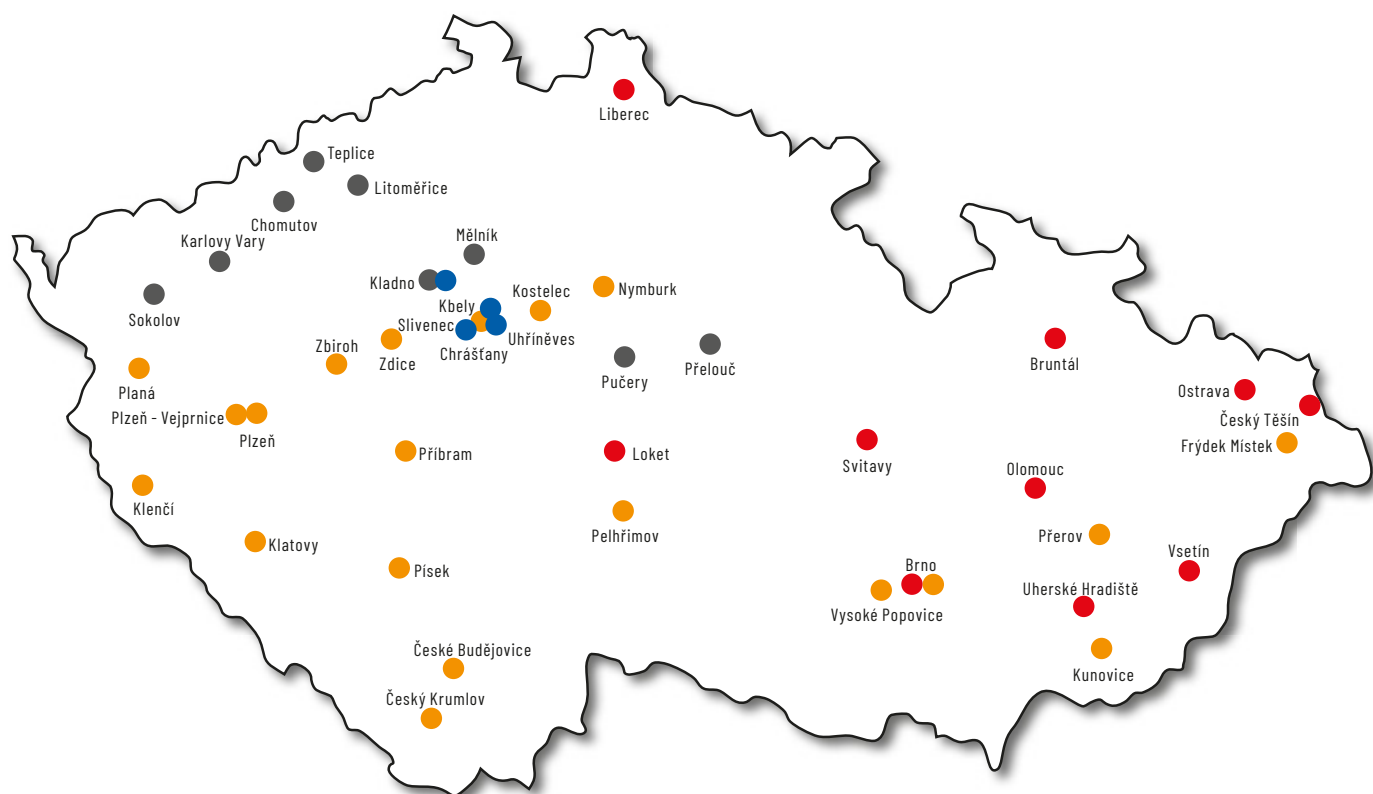 Liberec
Teplice
Litoměřice
Chomutov
Mělník
Karlovy Vary
Kladno
Kostelec
Nymburk
Kbely
Sokolov
Slivenec
Uhříněves
Zbiroh
Zdice
Chrášťany
Pučery
Přelouč
Bruntál
Planá
Ostrava
Plzeň - Vejprnice
Český Těšín
Plzeň
Frýdek Místek
Příbram
Loket
Svitavy
Olomouc
Klenčí
Pelhřimov
Přerov
Klatovy
Vsetín
Písek
Brno
Uherské Hradiště
Vysoké Popovice
České Budějovice
Kunovice
Český Krumlov